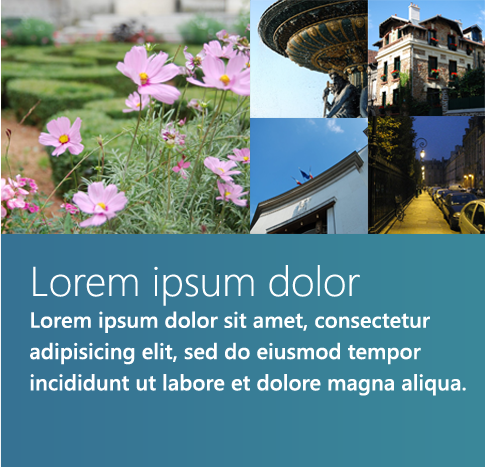 Lorem ipsum dolor
Lorem ipsum dolor sit amet, consectetur
adipisicing elit, sed do eiusmod tempor
incididunt ut labore et dolore magna aliqua.